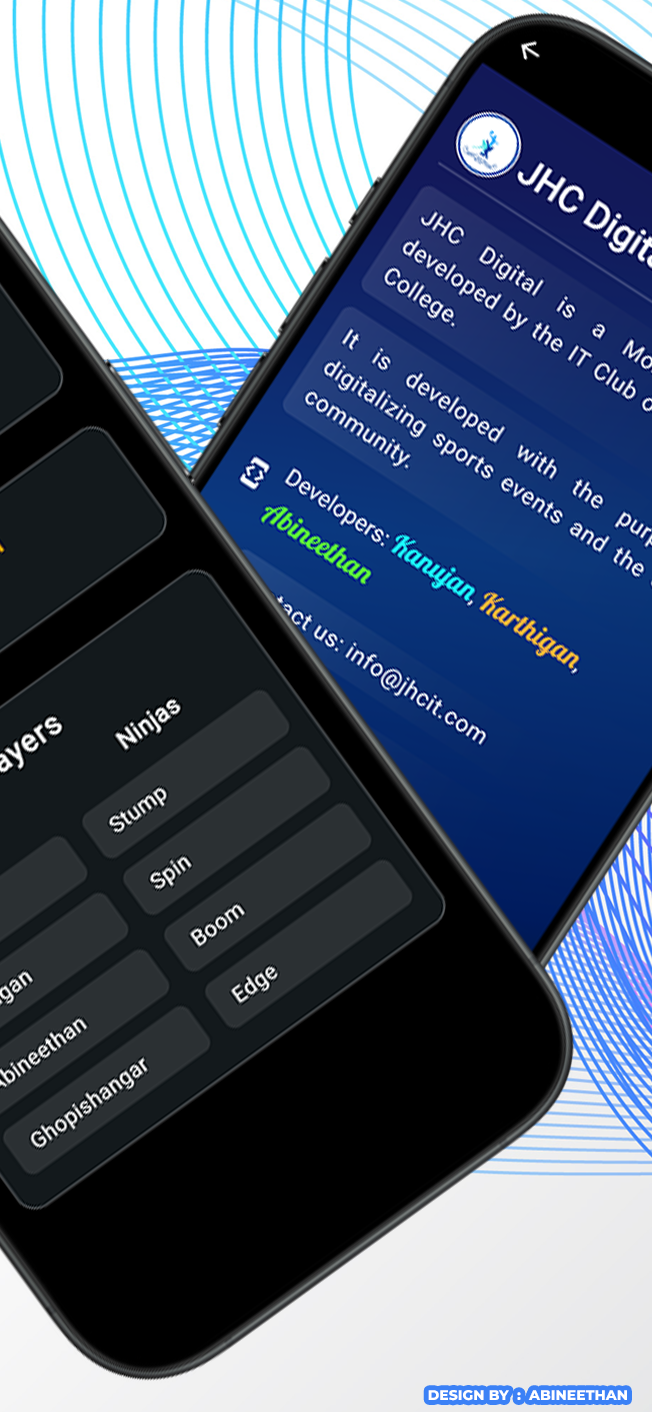 JHC Digit
JHC Digital is a Mo
developed by the IT Club o
College.
It is developed with the purp
digitalizing sports events and the
community.
Developers: Kanujan, Karthigan,
Abineethan
tact us: info@jhcit.com
ayers
Ninjas
Stump
Spin
Boom
Edge
gan
Abineethan
Ghopishangar
DESIGN BY : ABINEETHAN